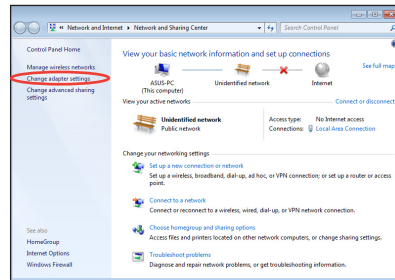 « Network and Internet ▸ Network and Sharing Center
Search Control Panel
Control Panel Home
Manage wireless networks
Change adapter settings
Change advanced sharing
settings
See also
HomeGroup
Internet Options
Windows Firewall
View your basic network information and set up connections
See full map
ASUS-PC
(This computer)
Unidentified network
Internet
View your active networks
Connect or disconnect
Unidentified network
Public network
Access type: No Internet access
Connections: Local Area Connection
Change your networking settings
Set up a new connection or network
Set up a wireless, broadband, dial-up, ad hoc, or VPN connection; or set up a router or access
point.
Connect to a network
Connect or reconnect to a wireless, wired, dial-up, or VPN network connection.
Choose homegroup and sharing options
Access files and printers located on other network computers, or change sharing settings.
Troubleshoot problems
Diagnose and repair network problems, or get troubleshooting information.